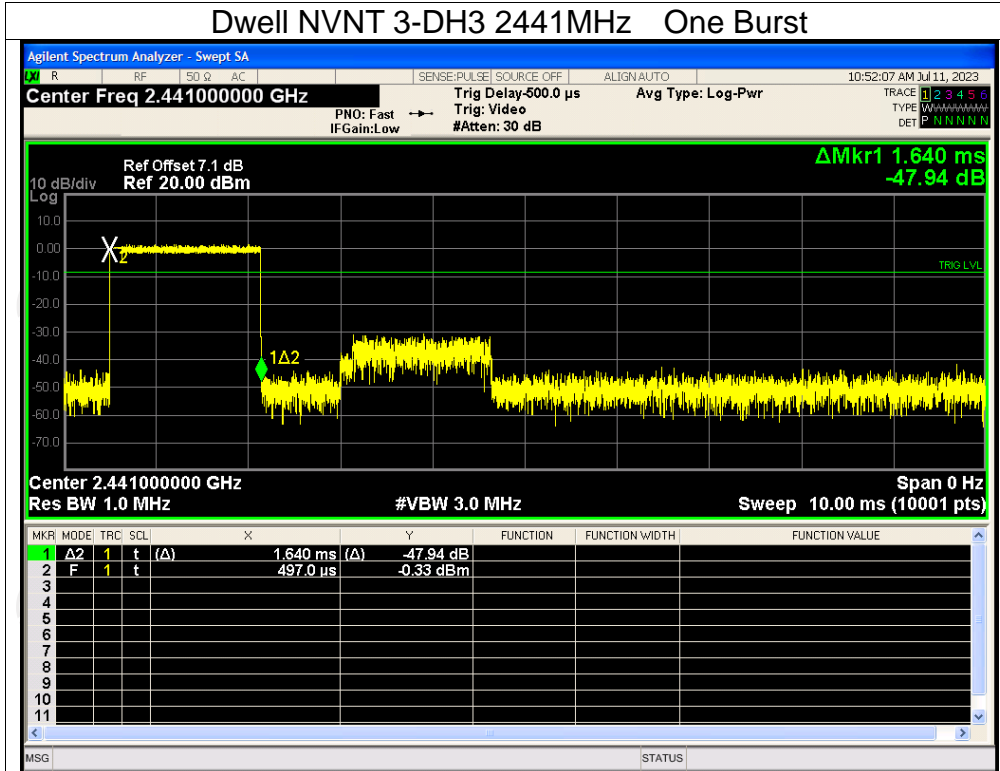 Dwell NVNT 3-DH3 2441MHz One Burst
Agilent Spectrum Analyzer - Swept SA
LXI R RF 50 Ω AC SENSE:PULSE SOURCE OFF ALIGN AUTO 10:52:07 AM Jul 11, 2023
Center Freq 2.441000000 GHz Trig Delay-500.0 µs Avg Type: Log-Pwr TRACE 1 2 3 4 5 6
PNO: Fast Trig: Video TYPE WWWWWWW
IFGain:Low #Atten: 30 dB DET P N N N N N
ΔMkr1 1.640 ms
-47.94 dB
Ref Offset 7.1 dB
10 dB/div Ref 20.00 dBm
Log
10.0
0.00
2
TRIG LVL
-10.0
-20.0
-30.0
1Δ2
-40.0
-50.0
-60.0
-70.0
Center 2.441000000 GHz Span 0 Hz
Res BW 1.0 MHz #VBW 3.0 MHz Sweep 10.00 ms (10001 pts)
MKR MODE TRC SCL X Y FUNCTION FUNCTION WIDTH FUNCTION VALUE
1 Δ2 1 t (Δ) 1.640 ms (Δ) -47.94 dB
2 F 1 t 497.0 µs -0.33 dBm
3
4
5
6
7
8
9
10
11
MSG STATUS